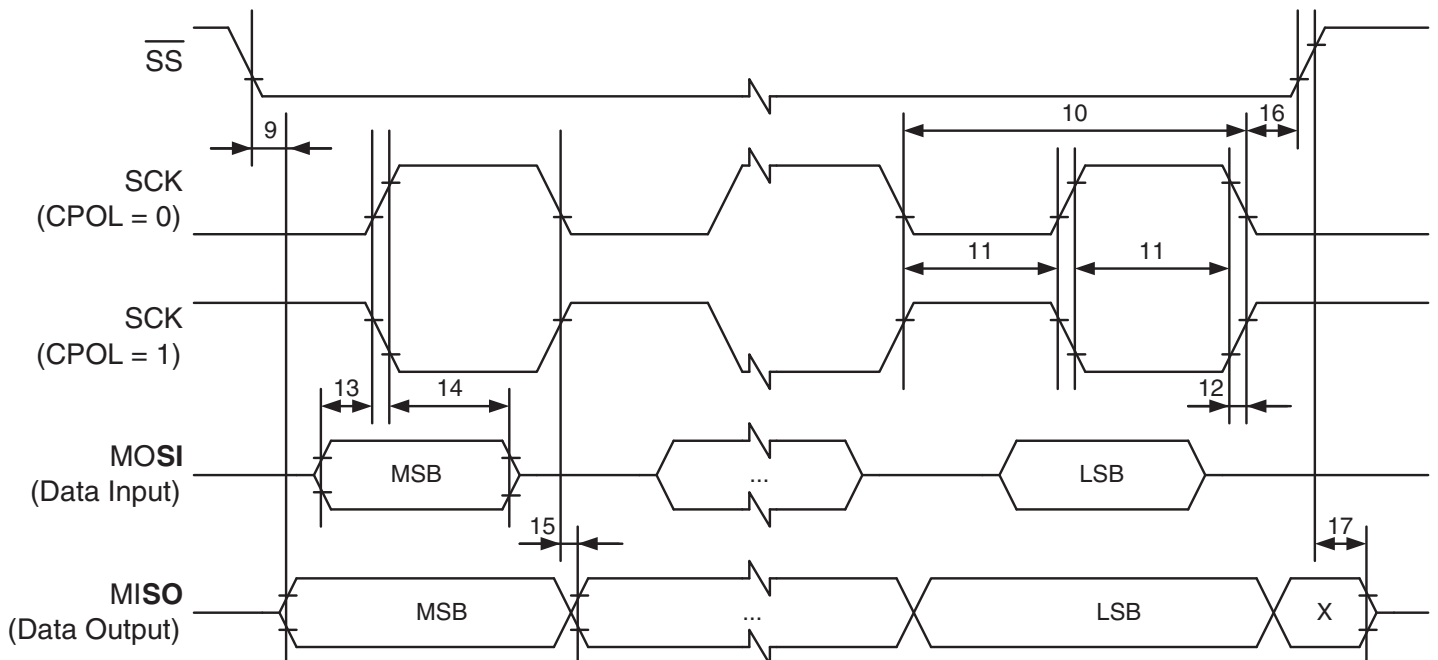 SS
9
10
16
SCK
(CPOL = 0)
11
11
SCK
(CPOL = 1)
13
14
12
MOSI
(Data Input)
MSB
...
LSB
15
17
MISO
(Data Output)
MSB
...
LSB
X